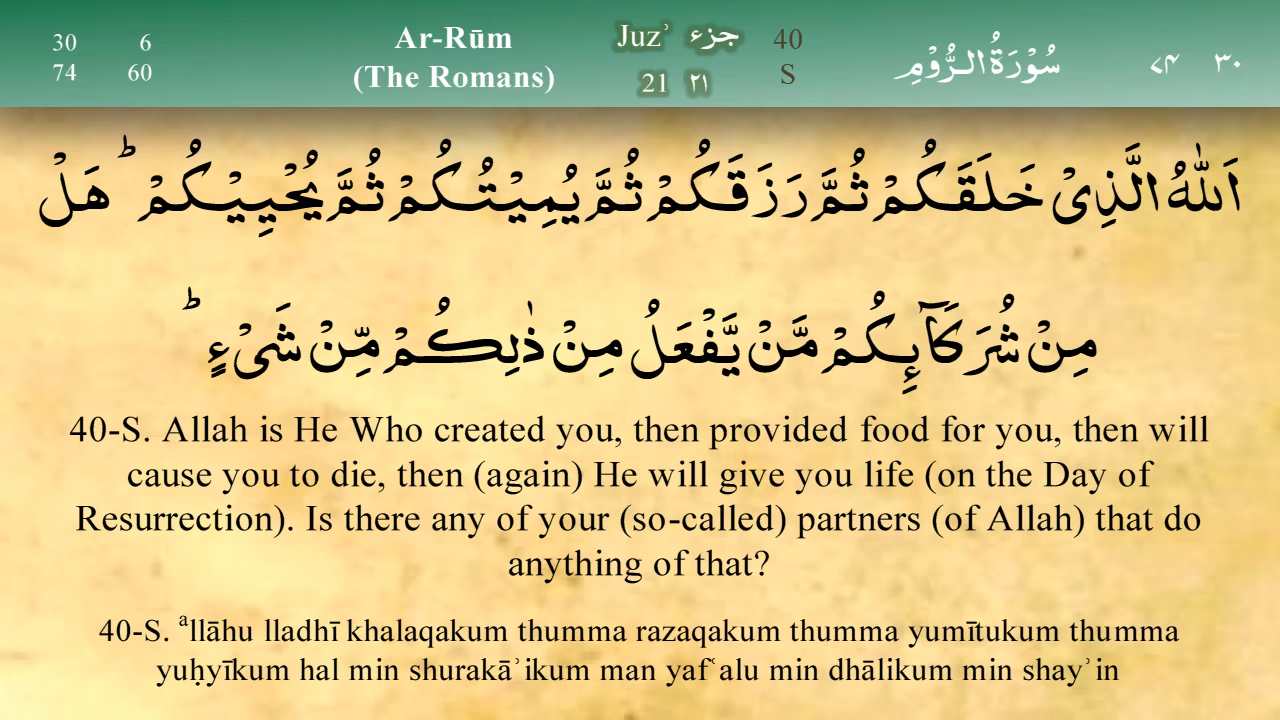 30 6 Ar-Rūm Juzʾ جزء 40 سُوْرَةُ الرُّوْمِ ٧٤ ٣٠
74 60 (The Romans) 21 ٢١ S
اَللّٰهُ الَّذِىْ خَلَقَكُمْ ثُمَّ رَزَقَكُمْ ثُمَّ يُمِيْتُكُمْ ثُمَّ يُحْيِيْكُمْ ؕ هَلْ
مِنْ شُرَكَآئِكُمْ مَّنْ يَّفْعَلُ مِنْ ذٰلِكُمْ مِّنْ شَىْءٍ ؕ
40-S. Allah is He Who created you, then provided food for you, then will
cause you to die, then (again) He will give you life (on the Day of
Resurrection). Is there any of your (so-called) partners (of Allah) that do
anything of that?
40-S. ᵃllāhu lladhī khalaqakum thumma razaqakum thumma yumītukum thumma
yuḥyīkum hal min shurakāʾikum man yafʿalu min dhālikum min shayʾin